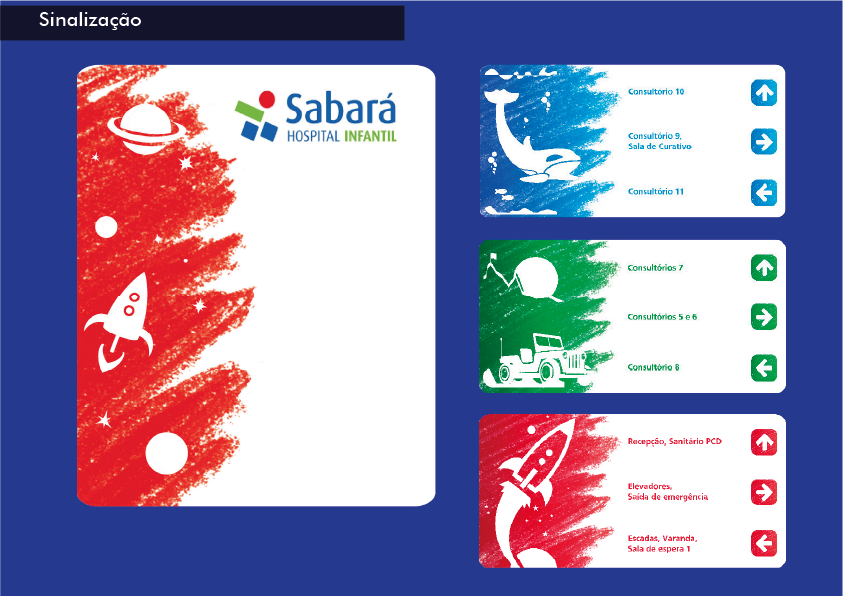 Sinalização
Sabará
HOSPITAL INFANTIL
Consultório 10
Consultório 9,
Sala de Curativo
Consultório 11
Consultórios 7
Consultórios 5 e 6
Consultório 8
Recepção, Sanitário PCD
Elevadores,
Saída de emergência
Escadas, Varanda,
Sala de espera 1